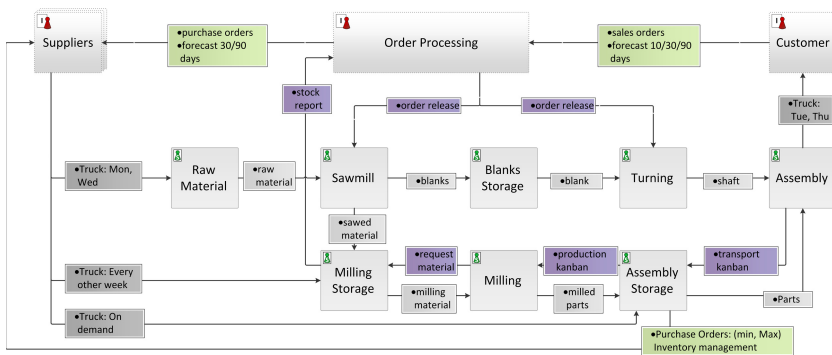 Suppliers
•purchase orders
•forecast 30/90
days
Order Processing
•sales orders
•forecast 10/30/90
days
Customer
•stock
report
•order release
•order release
•Truck:
Tue, Thu
•Truck: Mon,
Wed
Raw
Material
•raw
material
Sawmill
•blanks
Blanks
Storage
•blank
Turning
•shaft
Assembly
•sawed
material
•Truck: Every
other week
Milling
Storage
•request
material
•milling
material
Milling
•production
kanban
•milled
parts
Assembly
Storage
•transport
kanban
•Parts
•Truck: On
demand
•Purchase Orders: (min, Max)
Inventory management